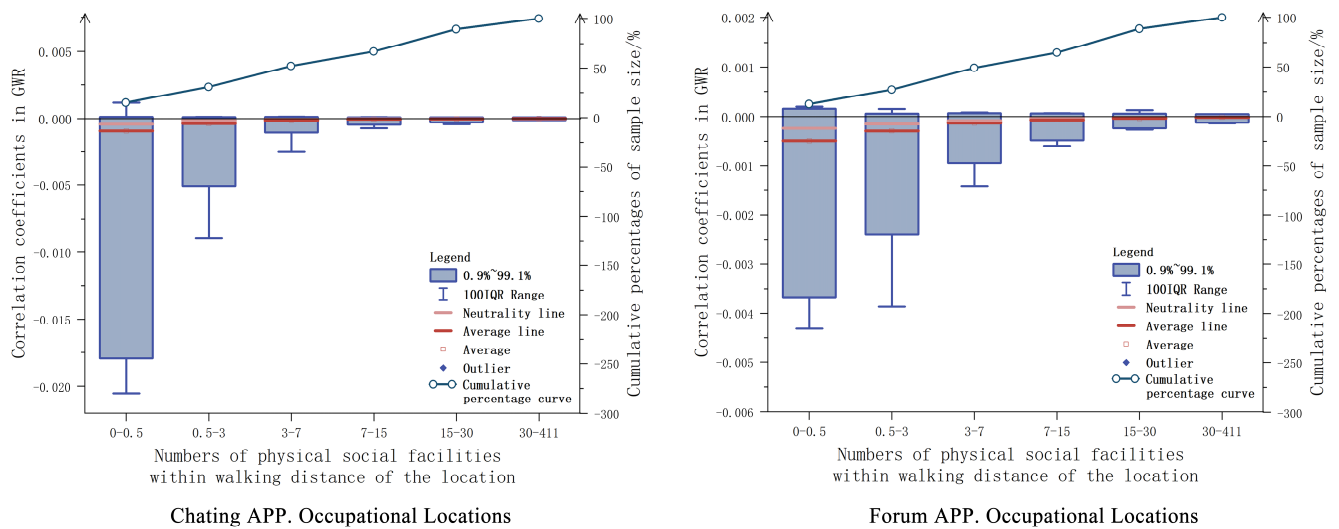 Correlation coefficients in GWR
0.005
0.000
-0.005
-0.010
-0.015
-0.020
100
50
0
-50
-100
-150
-200
-250
-300
Cumulative percentages of sample size/%
Legend
0.9%~99.1%
100IQR Range
Neutrality line
Average line
Average
Outlier
Cumulative
percentage curve
0-0.5
0.5-3
3-7
7-15
15-30
30-411
Numbers of physical social facilities
within walking distance of the location
Chating APP. Occupational Locations
Correlation coefficients in GWR
0.002
0.001
0.000
-0.001
-0.002
-0.003
-0.004
-0.005
-0.006
100
50
0
-50
-100
-150
-200
-250
-300
Cumulative percentages of sample size/%
Legend
0.9%~99.1%
100IQR Range
Neutrality line
Average line
Average
Outlier
Cumulative
percentage curve
0-0.5
0.5-3
3-7
7-15
15-30
30-411
Numbers of physical social facilities
within walking distance of the location
Forum APP. Occupational Locations